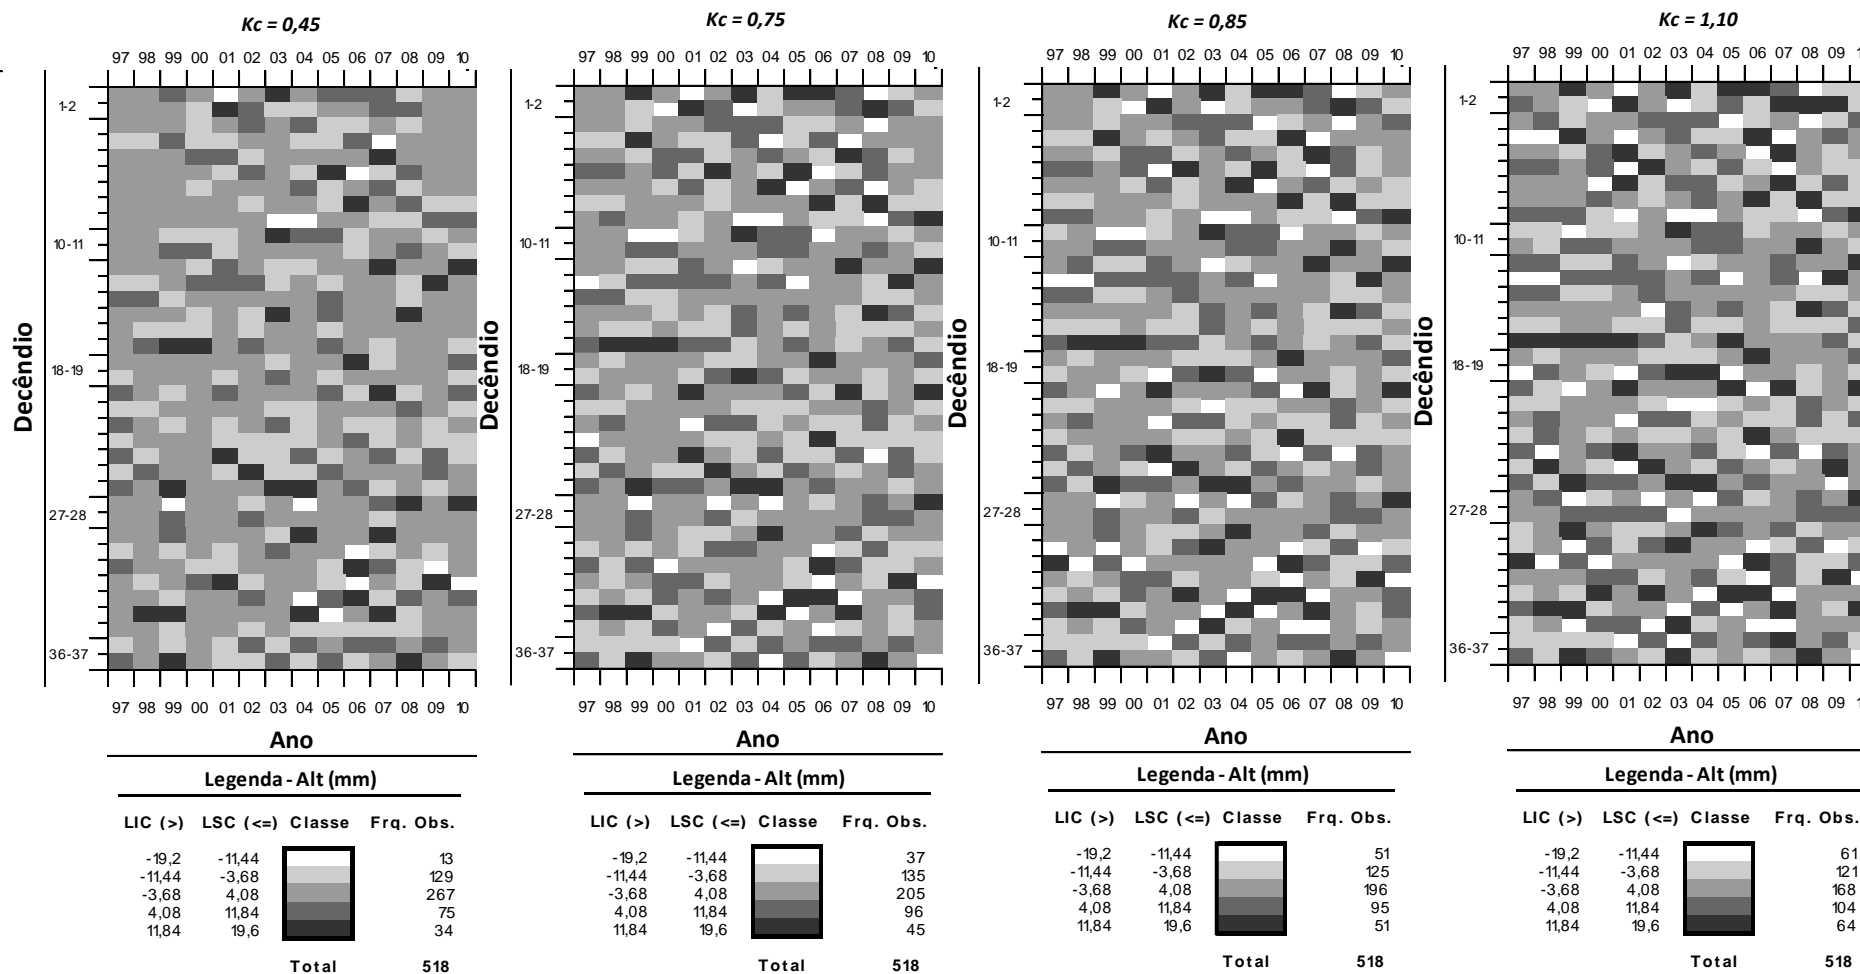 Kc = 0,45
97 98 99 00 01 02 03 04 05 06 07 08 09 10
Decêndio
1-2
10-11
18-19
27-28
36-37
97 98 99 00 01 02 03 04 05 06 07 08 09 10
Ano
Legenda - Alt (mm)
LIC (>) LSC (<=) Classe Frq. Obs.
-19,2 -11,44 13
-11,44 -3,68 129
-3,68 4,08 267
4,08 11,84 75
11,84 19,6 34
Total 518
Kc = 0,75
97 98 99 00 01 02 03 04 05 06 07 08 09 10
Decêndio
1-2
10-11
18-19
27-28
36-37
97 98 99 00 01 02 03 04 05 06 07 08 09 10
Ano
Legenda - Alt (mm)
LIC (>) LSC (<=) Classe Frq. Obs.
-19,2 -11,44 37
-11,44 -3,68 135
-3,68 4,08 205
4,08 11,84 96
11,84 19,6 45
Total 518
Kc = 0,85
97 98 99 00 01 02 03 04 05 06 07 08 09 10
Decêndio
1-2
10-11
18-19
27-28
36-37
97 98 99 00 01 02 03 04 05 06 07 08 09 10
Ano
Legenda - Alt (mm)
LIC (>) LSC (<=) Classe Frq. Obs.
-19,2 -11,44 51
-11,44 -3,68 125
-3,68 4,08 196
4,08 11,84 95
11,84 19,6 51
Total 518
Kc = 1,10
97 98 99 00 01 02 03 04 05 06 07 08 09
Decêndio
1-2
10-11
18-19
27-28
36-37
97 98 99 00 01 02 03 04 05 06 07 08 09
Ano
Legenda - Alt (mm)
LIC (>) LSC (<=) Classe Frq. Obs.
-19,2 -11,44 61
-11,44 -3,68 121
-3,68 4,08 168
4,08 11,84 104
11,84 19,6 64
Total 518